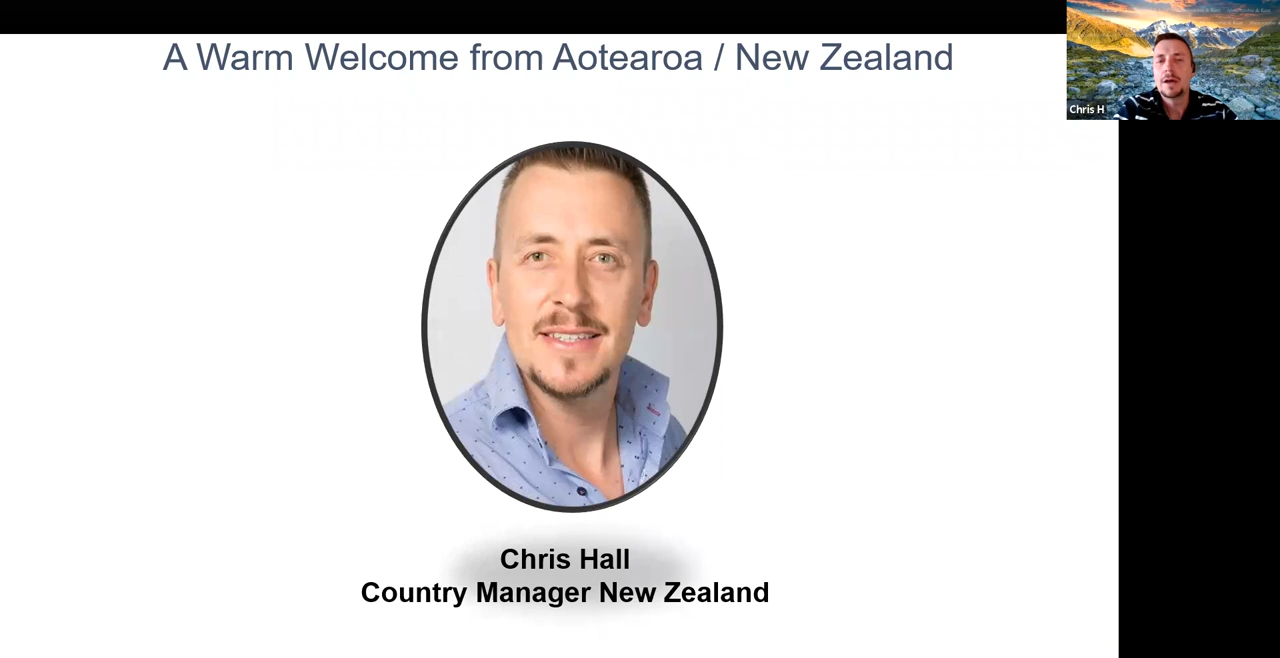 A Warm Welcome from Aotearoa / New Zealand
Chris H
Chris Hall
Country Manager New Zealand